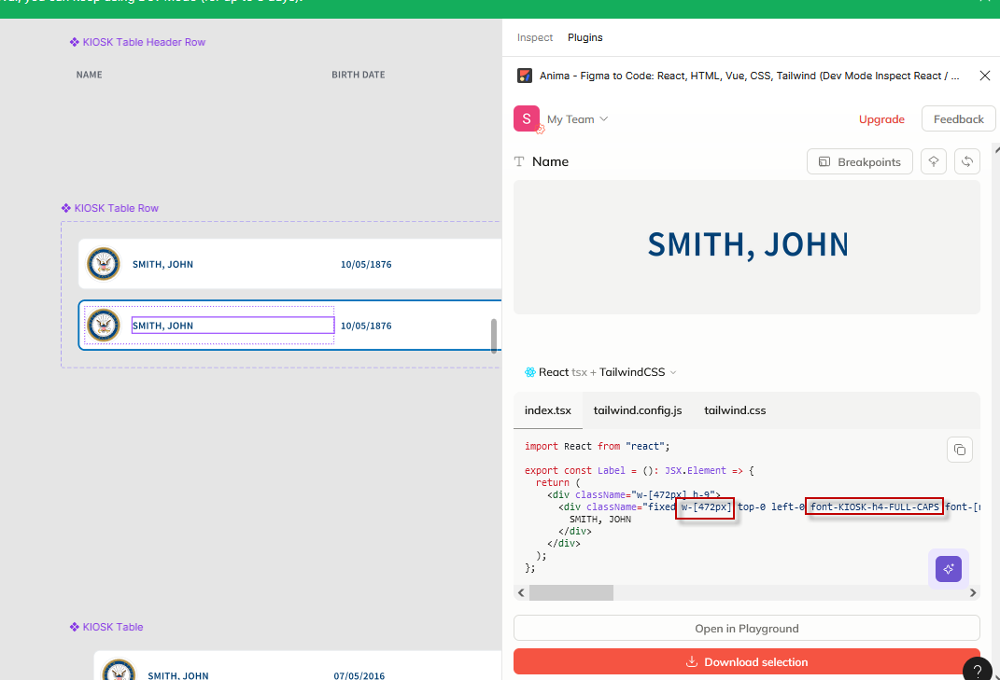 you can keep using Dev Mode (for up to 3 days).
KIOSK Table Header Row
NAME
BIRTH DATE
KIOSK Table Row
SMITH, JOHN
10/05/1876
SMITH, JOHN
10/05/1876
KIOSK Table
SMITH, JOHN
07/05/2016
Inspect
Plugins
Anima - Figma to Code: React, HTML, Vue, CSS, Tailwind (Dev Mode Inspect React / ...
S
My Team
Upgrade
Feedback
T Name
Breakpoints
SMITH, JOHN
React tsx + TailwindCSS
index.tsx
tailwind.config.js
tailwind.css
import React from "react";
export const Label = (): JSX.Element => {
return (
<div className="w-[472px] h-9">
<div className="fixed w-[472px] top-0 left-0 font-KIOSK-h4-FULL-CAPS font-[
SMITH, JOHN
</div>
</div>
);
};
Open in Playground
Download selection
?